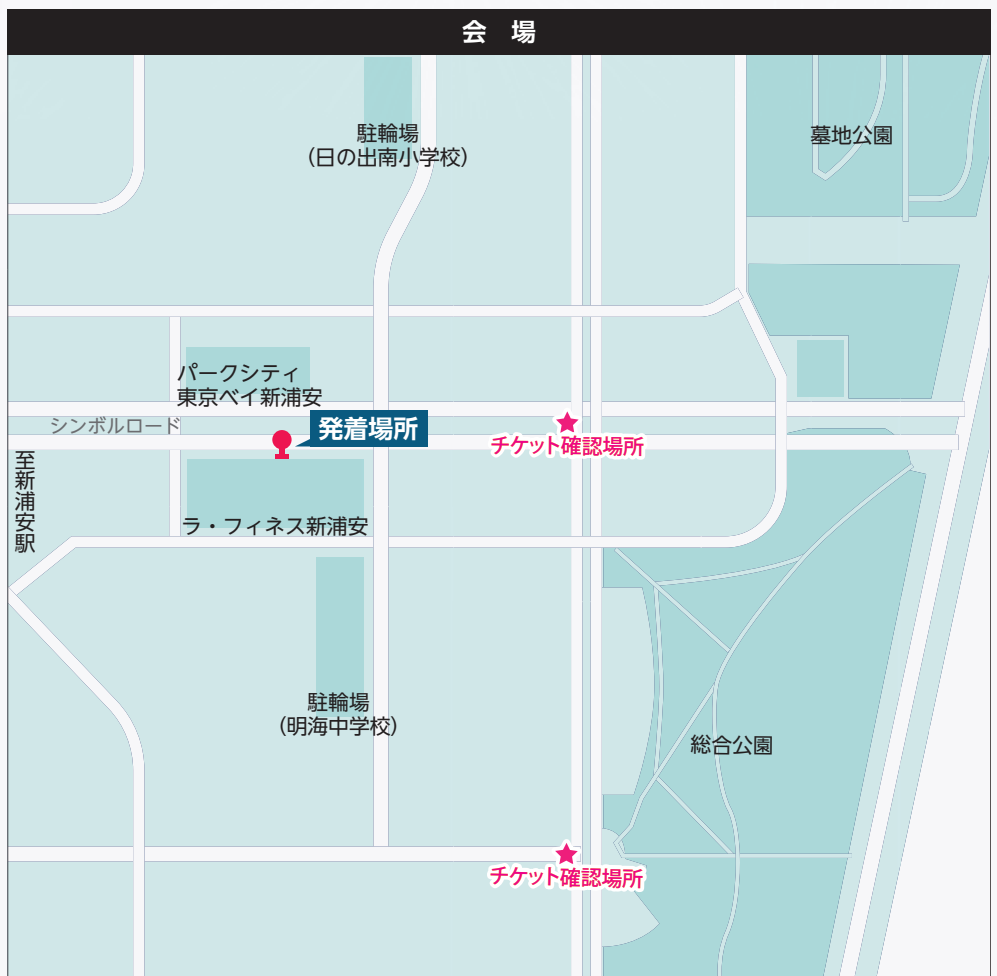 会 場
駐輪場
（日の出南小学校）
墓地公園
パークシティ
東京ベイ新浦安
シンボルロード
発着場所
チケット確認場所
至新浦安駅
ラ・フィネス新浦安
駐輪場
（明海中学校）
総合公園
チケット確認場所